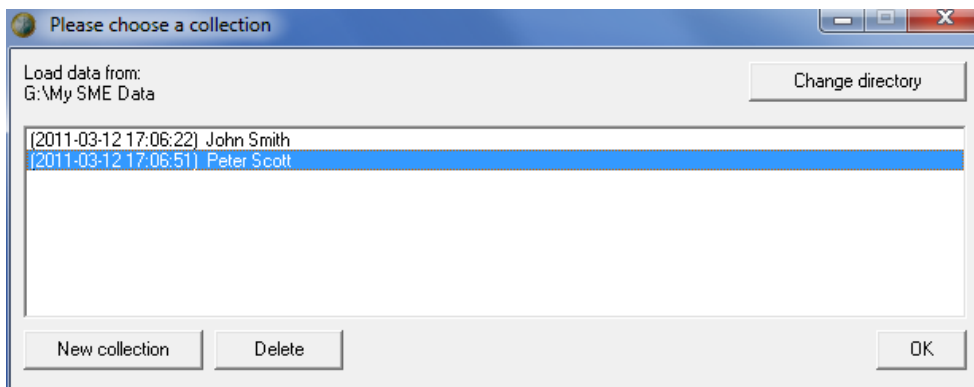 Please choose a collection
Load data from:
G:\My SME Data
Change directory
(2011-03-12 17:06:22) John Smith
(2011-03-12 17:06:51) Peter Scott
New collection
Delete
OK